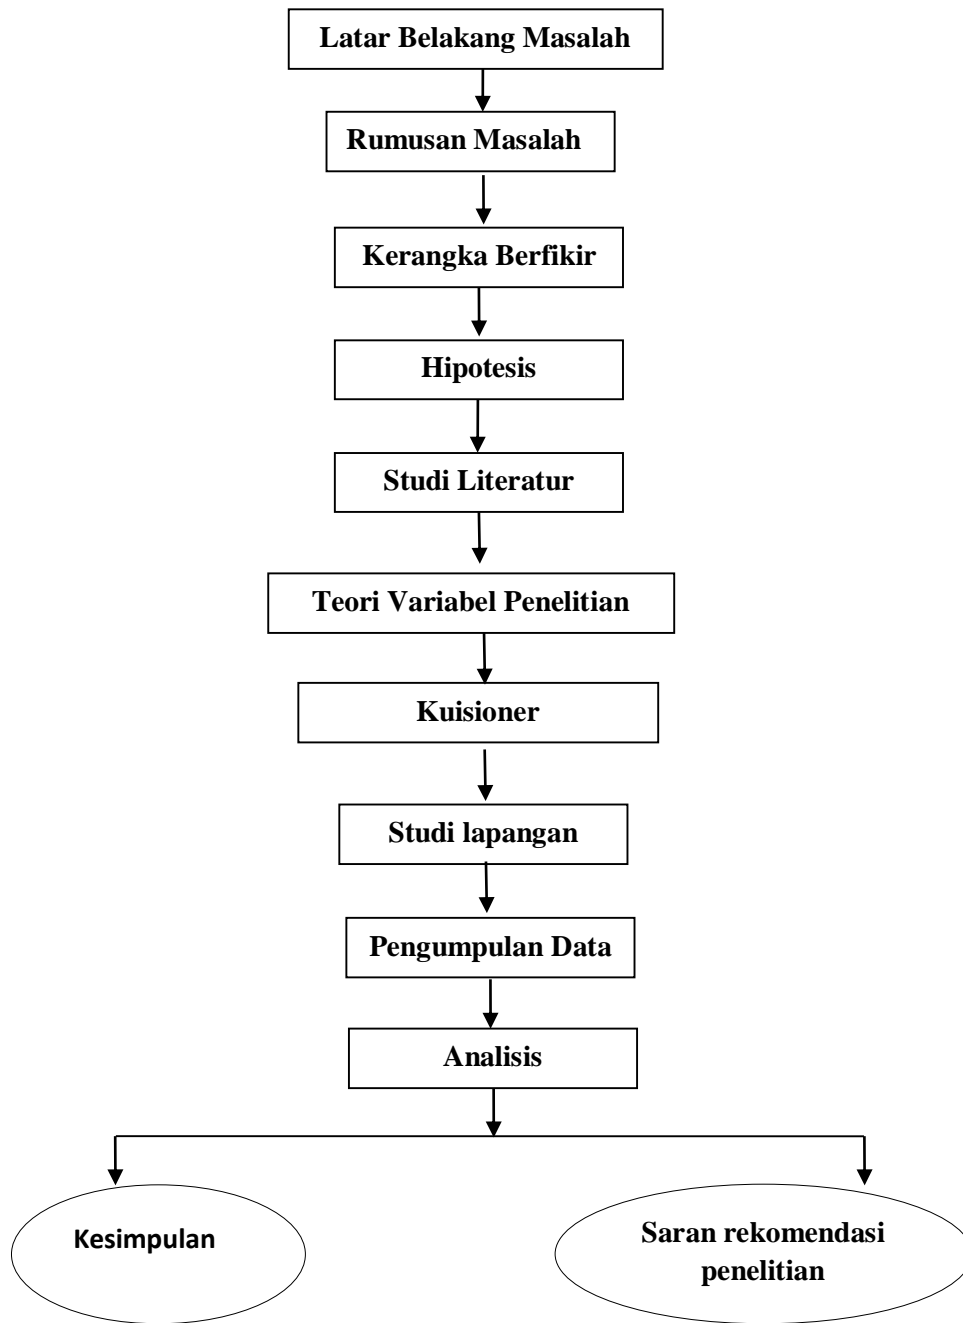 Latar Belakang Masalah
Rumusan Masalah
Kerangka Berfikir
Hipotesis
Studi Literatur
Teori Variabel Penelitian
Kuisioner
Studi lapangan
Pengumpulan Data
Analisis
Kesimpulan
Saran rekomendasi
penelitian